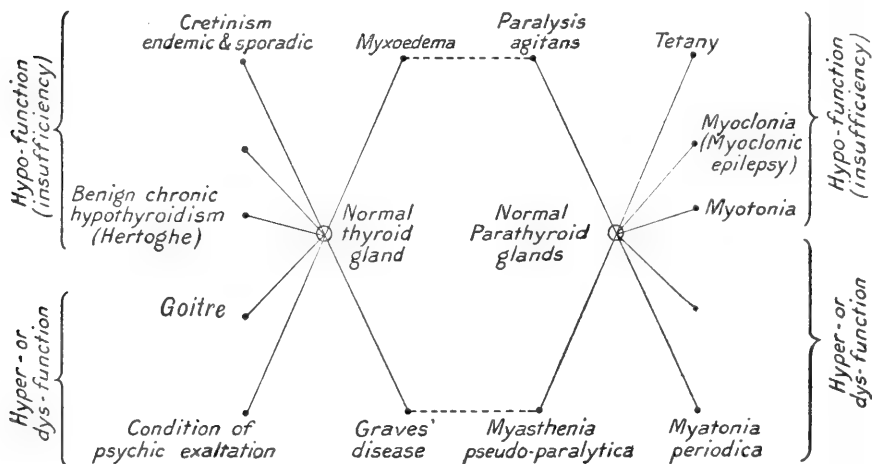 Cretinism
endemic & sporadic
Myxoedema
Paralysis
agitans
Tetany
Hypo-function
(insufficiency)
Hypo-function
(insufficiency)
Myoclonia
(Myoclonic
epilepsy)
Benign chronic
hypothyroidism
(Hertoghe)
Normal
thyroid
gland
Normal
Parathyroid
glands
Myotonia
Goitre
Hyper- or
dys-function
Hyper- or
dys-function
Condition of
psychic exaltation
Graves'
disease
Myasthenia
pseudo-paralytica
Myatonia
periodica